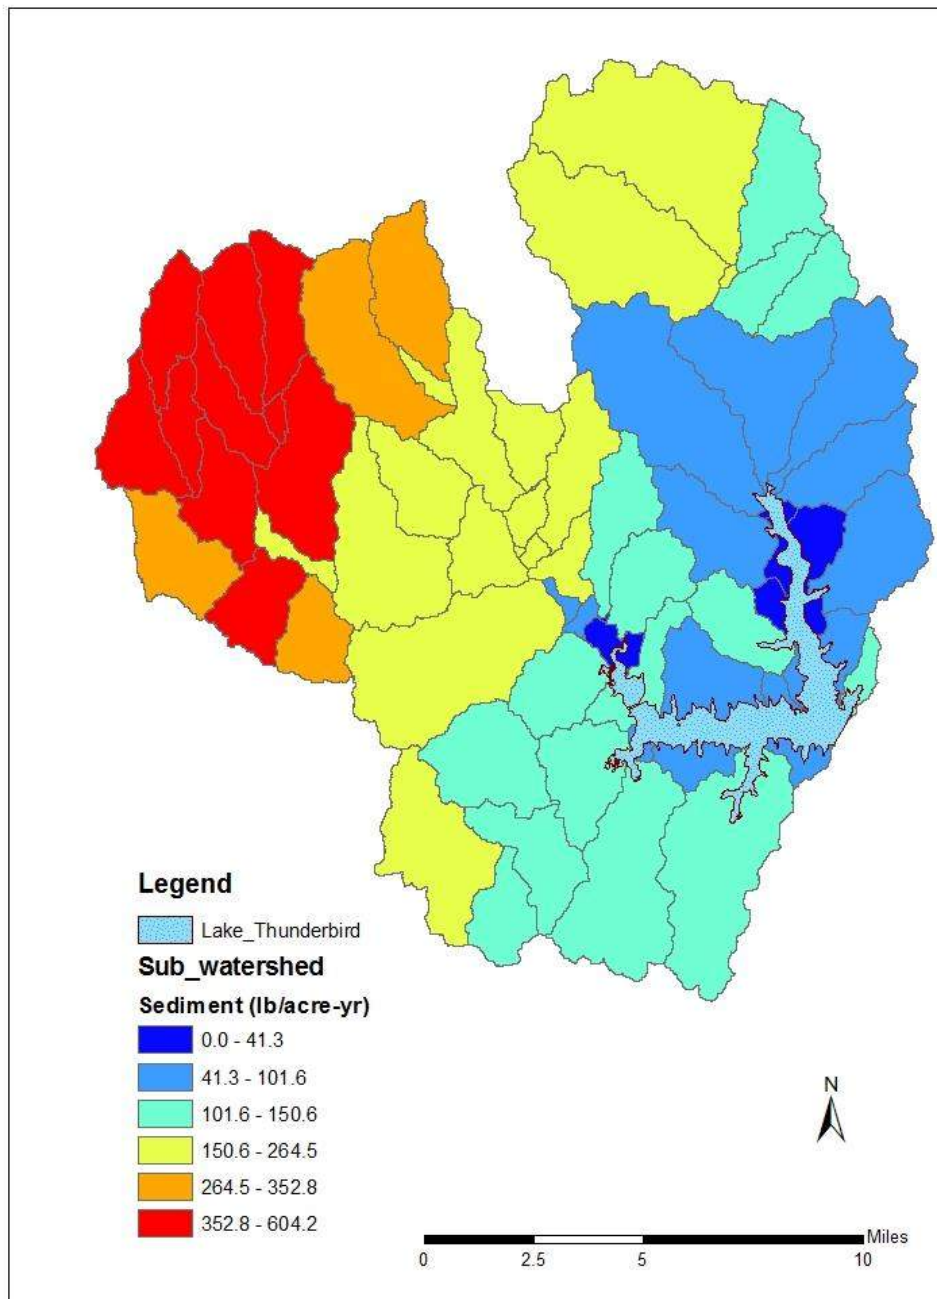 Legend
Lake_Thunderbird
Sub_watershed
Sediment (lb/acre-yr)
0.0 - 41.3
41.3 - 101.6
101.6 - 150.6
150.6 - 264.5
264.5 - 352.8
352.8 - 604.2
N
Miles
0 2.5 5 10